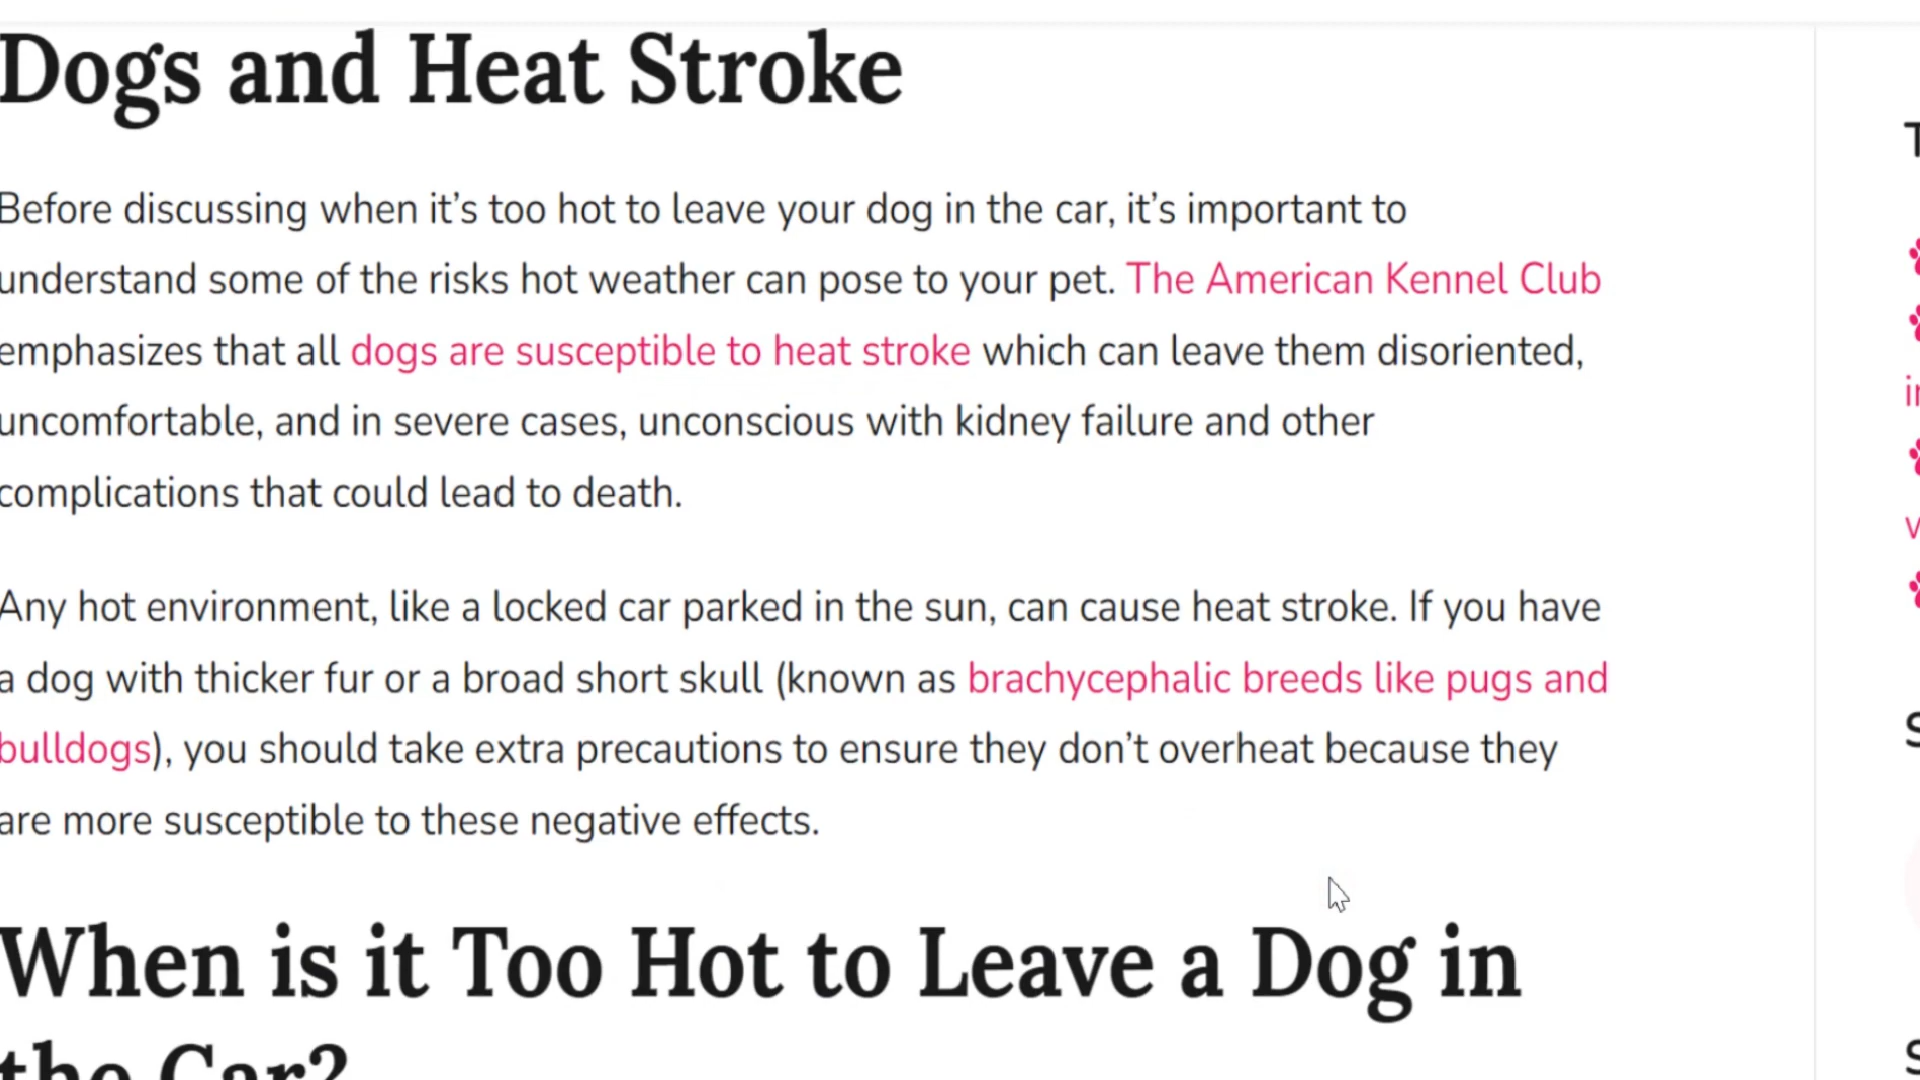 Dogs and Heat Stroke
Before discussing when it’s too hot to leave your dog in the car, it’s important to
understand some of the risks hot weather can pose to your pet. The American Kennel Club
emphasizes that all dogs are susceptible to heat stroke which can leave them disoriented,
uncomfortable, and in severe cases, unconscious with kidney failure and other
complications that could lead to death.
Any hot environment, like a locked car parked in the sun, can cause heat stroke. If you have
a dog with thicker fur or a broad short skull (known as brachycephalic breeds like pugs and
bulldogs), you should take extra precautions to ensure they don’t overheat because they
are more susceptible to these negative effects.
When is it Too Hot to Leave a Dog in
the Car?